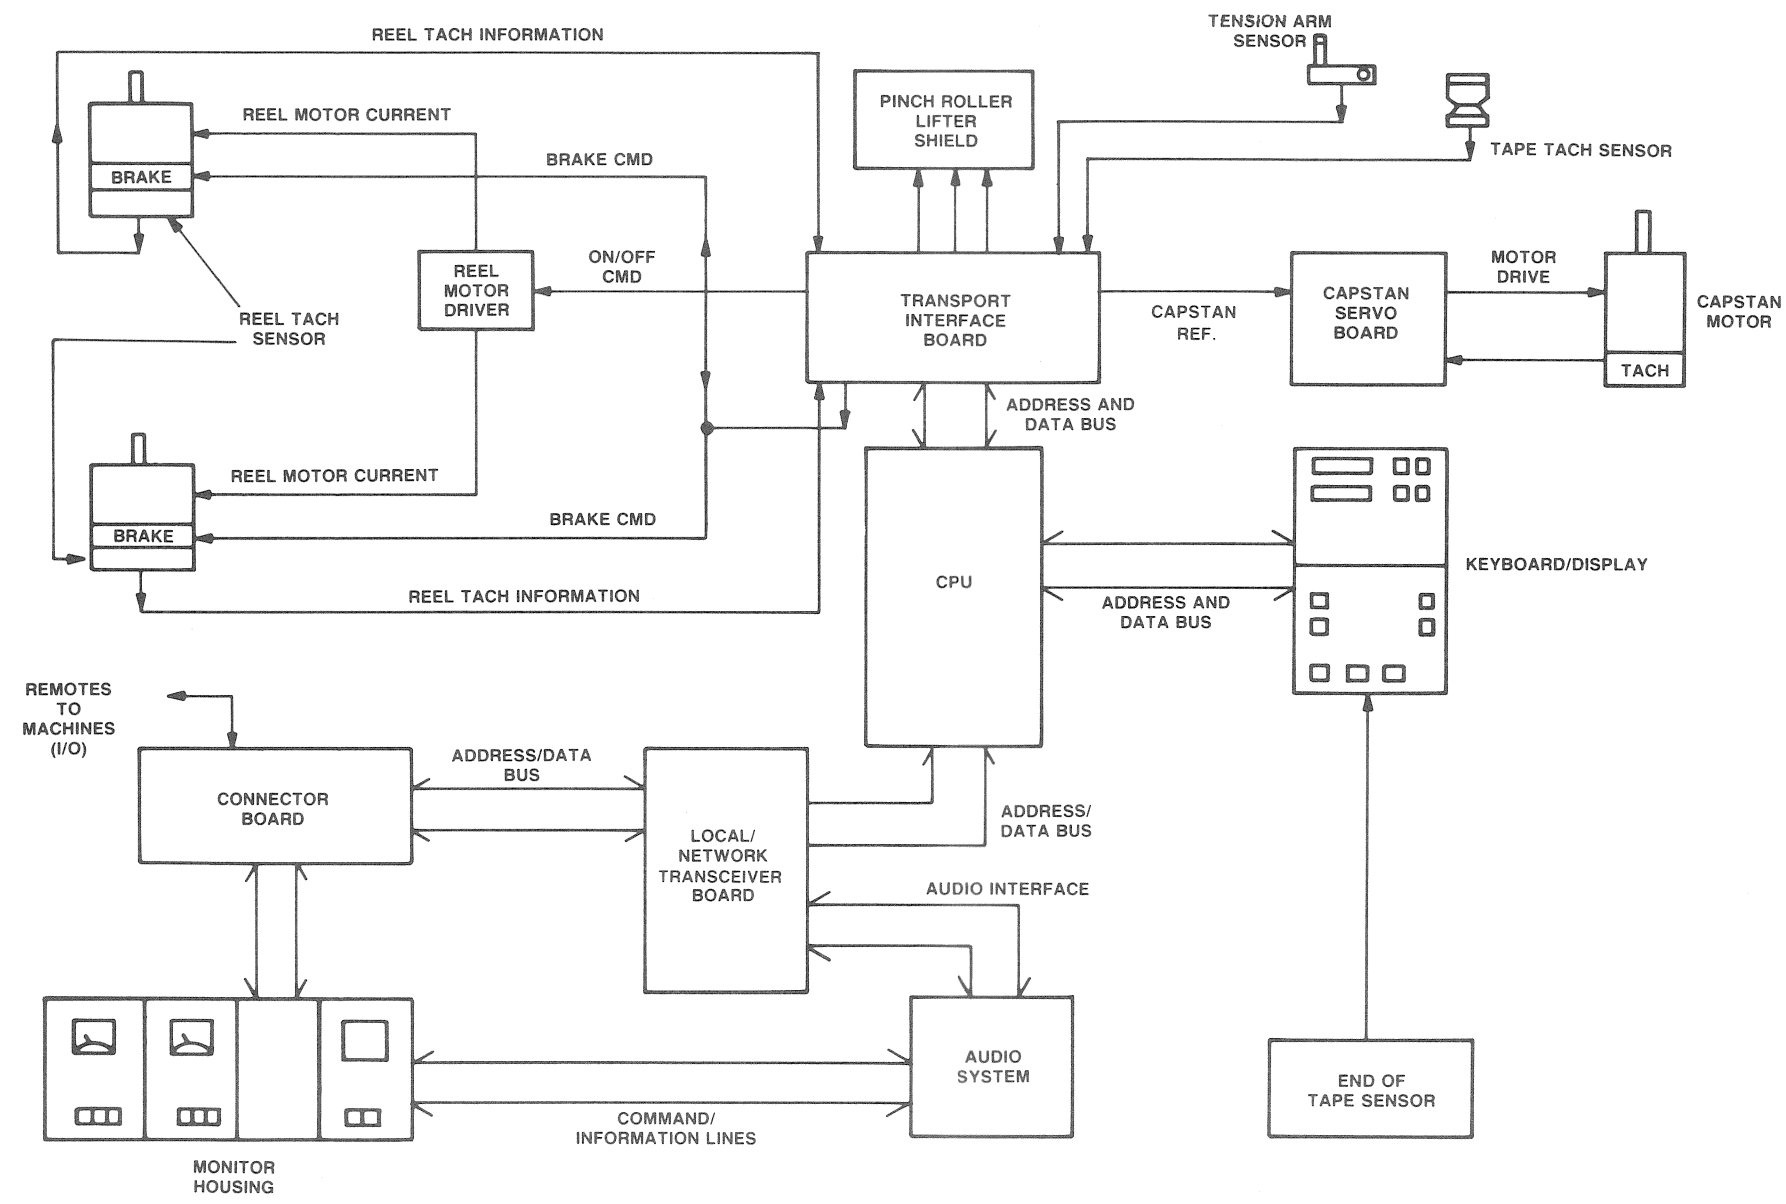 REEL TACH INFORMATION
TENSION ARM
SENSOR
REEL MOTOR CURRENT
PINCH ROLLER
LIFTER
SHIELD
BRAKE CMD
TAPE TACH SENSOR
BRAKE
ON/OFF
CMD
REEL
MOTOR
DRIVER
REEL TACH
SENSOR
TRANSPORT
INTERFACE
BOARD
CAPSTAN
REF.
CAPSTAN
SERVO
BOARD
MOTOR
DRIVE
CAPSTAN
MOTOR
TACH
ADDRESS AND
DATA BUS
REEL MOTOR CURRENT
BRAKE CMD
BRAKE
REEL TACH INFORMATION
CPU
ADDRESS AND
DATA BUS
KEYBOARD/DISPLAY
REMOTES
TO
MACHINES
(I/O)
CONNECTOR
BOARD
ADDRESS/DATA
BUS
LOCAL/
NETWORK
TRANSCEIVER
BOARD
ADDRESS/
DATA BUS
AUDIO INTERFACE
AUDIO
SYSTEM
END OF
TAPE SENSOR
COMMAND/
INFORMATION LINES
MONITOR
HOUSING